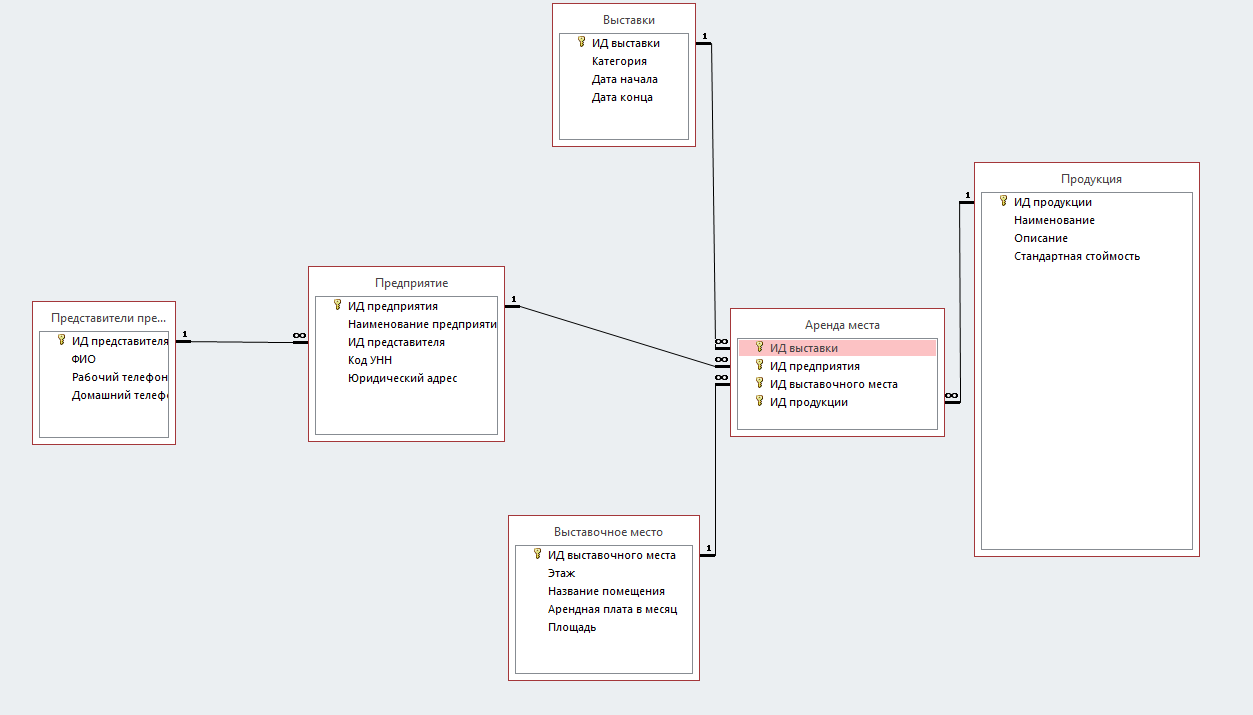 Выставки
ИД выставки
Категория
Дата начала
Дата конца
1
Продукция
ИД продукции
Наименование
Описание
Стандартная стоймость
1
Предприятие
ИД предприятия
Наименование предприяти
ИД представителя
Код УНН
Юридический адрес
1
∞
Представители пре...
ИД представителя
ФИО
Рабочий телефон
Домашний телефо
1
Аренда места
ИД выставки
ИД предприятия
ИД выставочного места
ИД продукции
∞
∞
∞
∞
Выставочное место
ИД выставочного места
Этаж
Название помещения
Арендная плата в месяц
Площадь
1